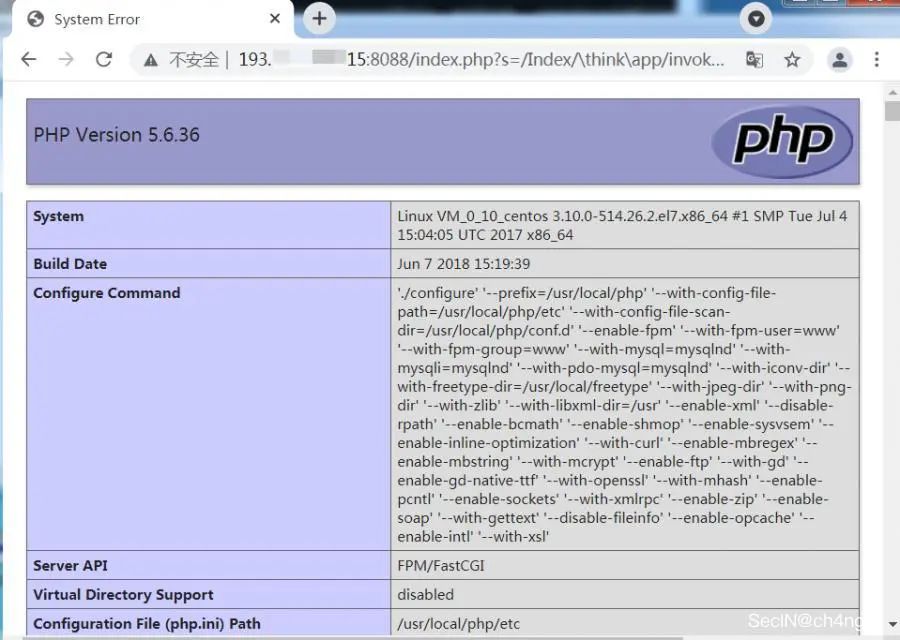 System Error
不安全 | 193. 15:8088/index.php?s=/Index/\think\app/invok...
PHP Version 5.6.36
php
System
Linux VM_0_10_centos 3.10.0-514.26.2.el7.x86_64 #1 SMP Tue Jul 4
15:04:05 UTC 2017 x86_64
Build Date
Jun 7 2018 15:19:39
Configure Command
'./configure' '--prefix=/usr/local/php' '--with-config-file-
path=/usr/local/php/etc' '--with-config-file-scan-
dir=/usr/local/php/conf.d' '--enable-fpm' '--with-fpm-user=www'
'--with-fpm-group=www' '--with-mysql=mysqlnd' '--with-
mysqli=mysqlnd' '--with-pdo-mysql=mysqlnd' '--with-iconv-dir' '--
with-freetype-dir=/usr/local/freetype' '--with-jpeg-dir' '--with-png-
dir' '--with-zlib' '--with-libxml-dir=/usr' '--enable-xml' '--disable-
rpath' '--enable-bcmath' '--enable-shmop' '--enable-sysvsem' '--
enable-inline-optimization' '--with-curl' '--enable-mbregex' '--
enable-mbstring' '--with-mcrypt' '--enable-ftp' '--with-gd' '--
enable-gd-native-ttf' '--with-openssl' '--with-mhash' '--enable-
pcntl' '--enable-sockets' '--with-xmlrpc' '--enable-zip' '--enable-
soap' '--with-gettext' '--disable-fileinfo' '--enable-opcache' '--
enable-intl' '--with-xsl'
Server API
FPM/FastCGI
Virtual Directory Support
disabled
Configuration File (php.ini) Path
/usr/local/php/etc
SecIN@ch4ng